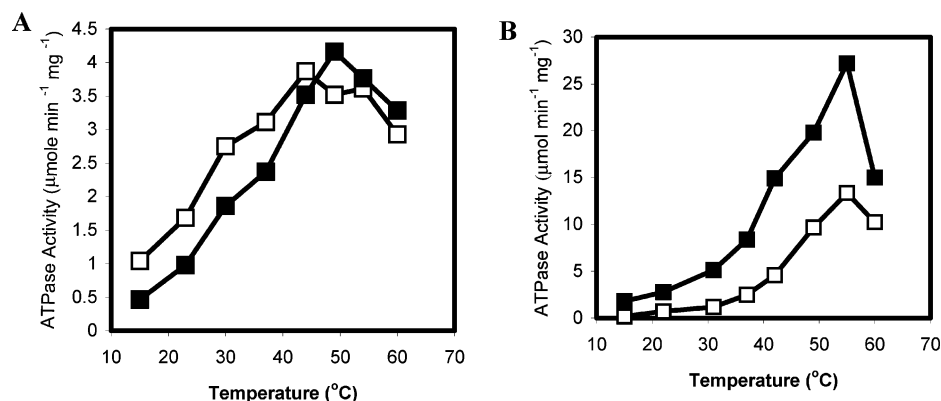 A
ATPase Activity (μmole min -1 mg -1)
4.5
4
3.5
3
2.5
2
1.5
1
0.5
0
10 20 30 40 50 60 70
Temperature (oC)
B
ATPase Activity (μmol min-1 mg-1)
30
25
20
15
10
5
0
10 20 30 40 50 60 70
Temperature (oC)